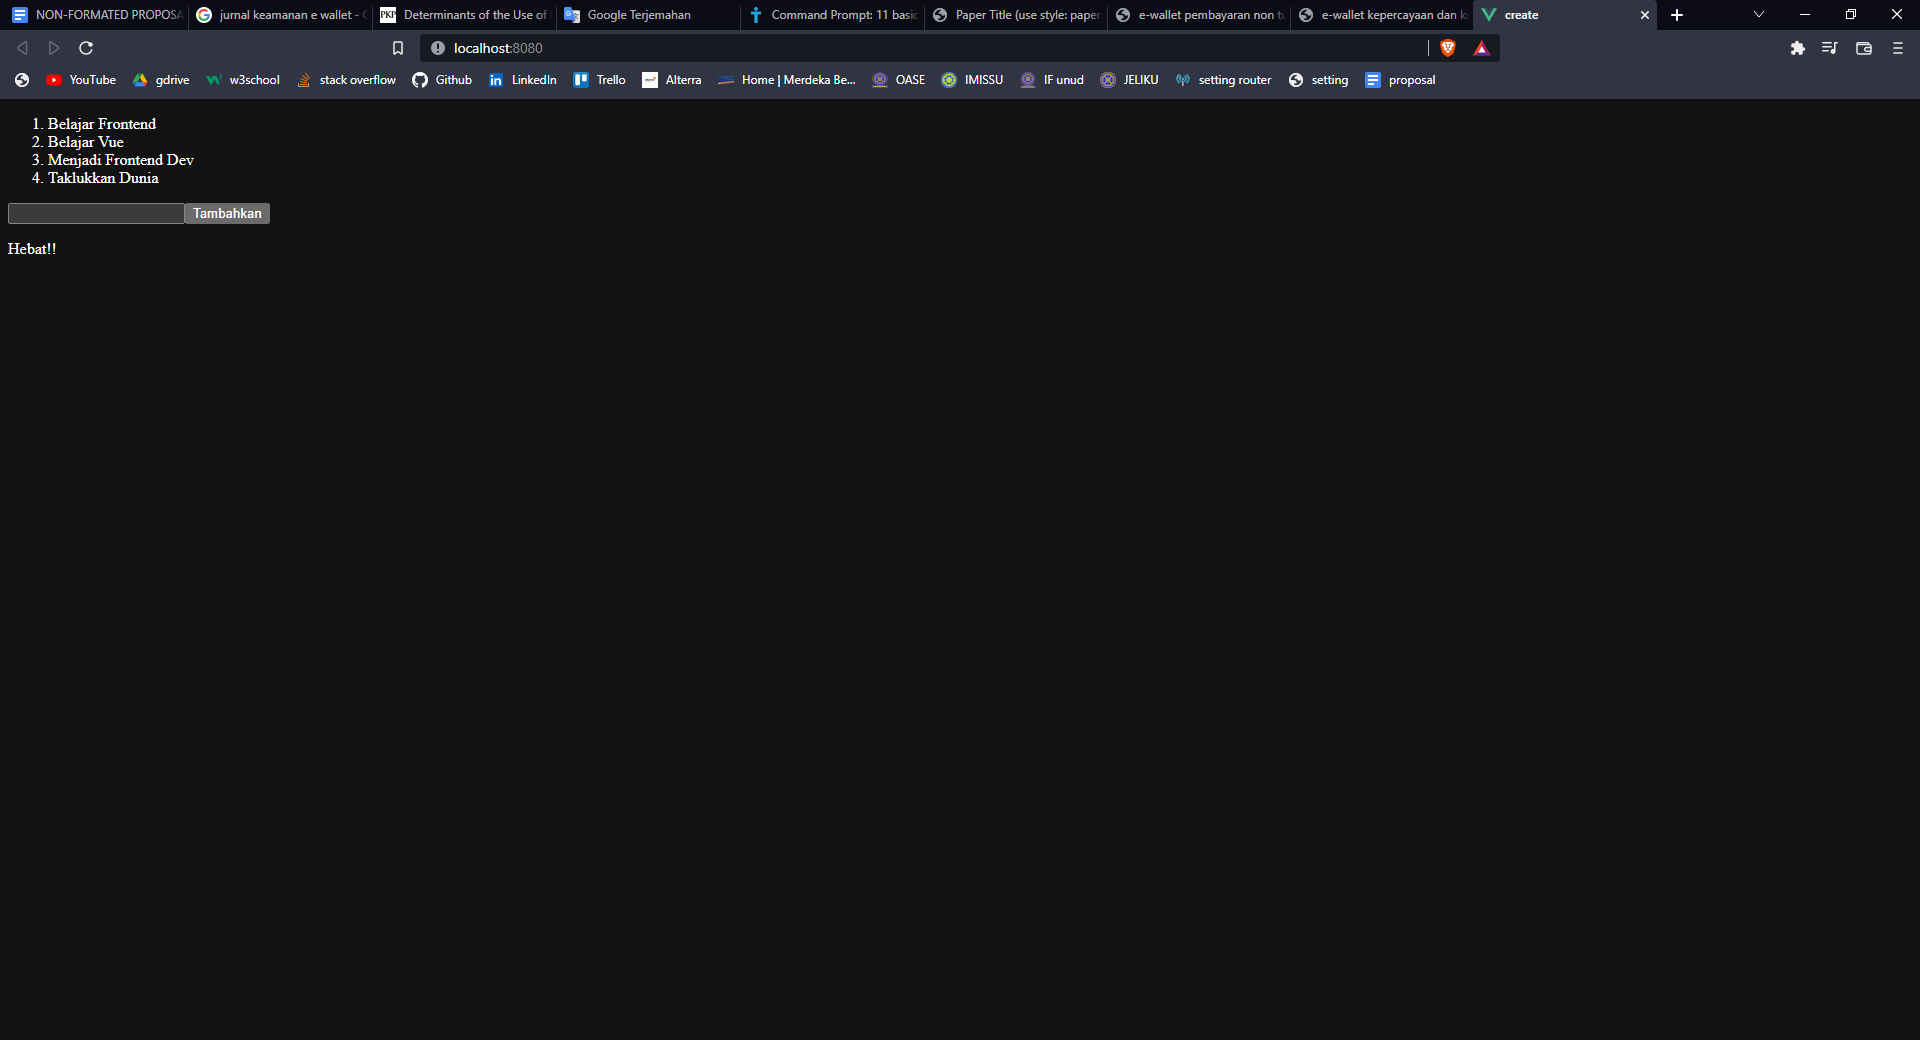 NON-FORMATED PROPOSA
jurnal keamanan e wallet -
Determinants of the Use of
Google Terjemahan
Command Prompt: 11 basic
Paper Title (use style: paper
e-wallet pembayaran non tu
e-wallet kepercayaan dan k
create
localhost:8080
YouTube
gdrive
w3school
stack overflow
Github
LinkedIn
Trello
Alterra
Home | Merdeka Be...
OASE
IMISSU
IF unud
JELIKU
setting router
setting
proposal
1. Belajar Frontend
2. Belajar Vue
3. Menjadi Frontend Dev
4. Taklukkan Dunia
Tambahkan
Hebat!!